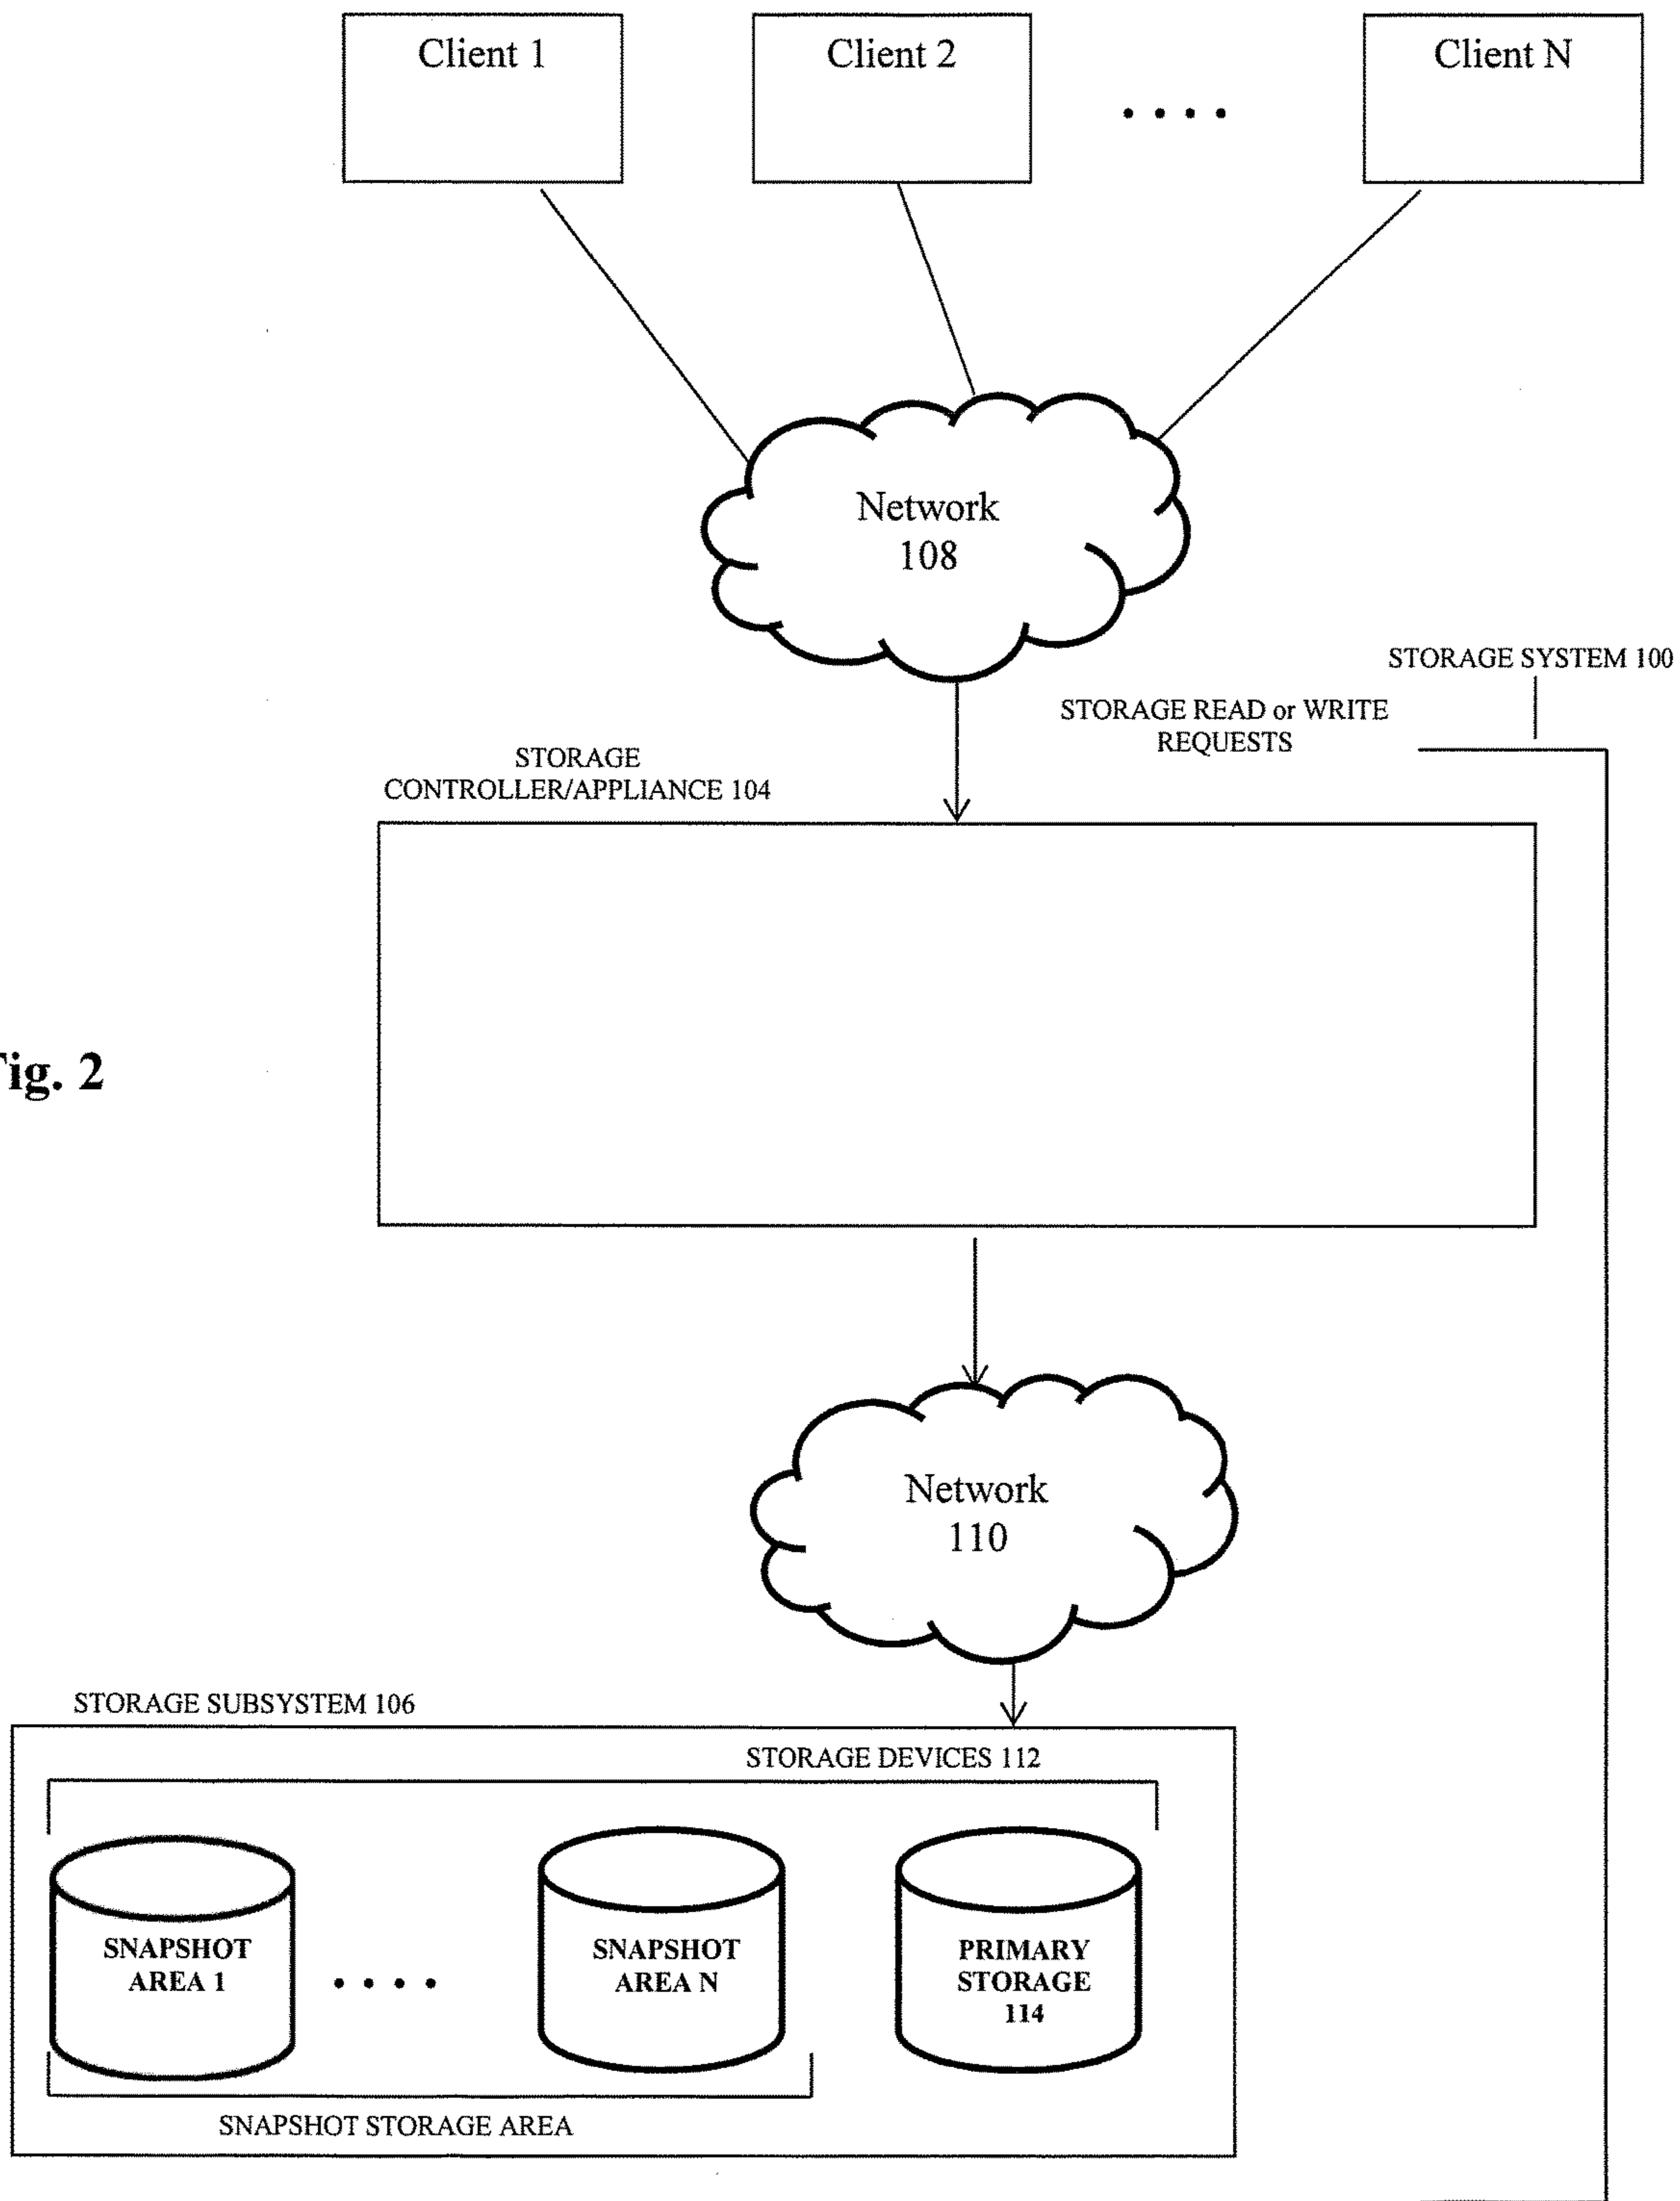 Client 1
Client 2
Client N
Network
108
STORAGE SYSTEM 100
STORAGE READ or WRITE
REQUESTS
STORAGE
CONTROLLER/APPLIANCE 104
ig. 2
Network
110
STORAGE SUBSYSTEM 106
STORAGE DEVICES 112
SNAPSHOT
AREA 1
SNAPSHOT
AREA N
PRIMARY
STORAGE
114
SNAPSHOT STORAGE AREA